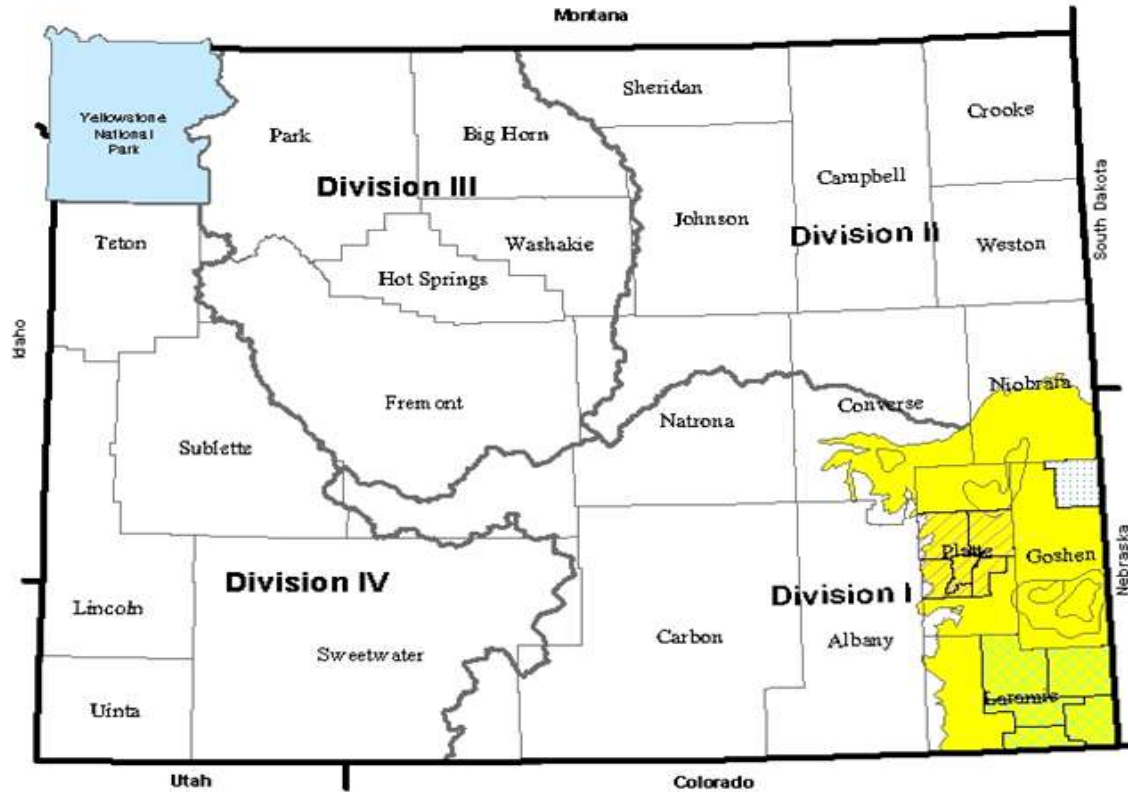 Montana
Sheridan
Crooke
Yellowstone
National
Park
Park
Big Horn
Campbell
Division III
Johnson
Division II
South Dakota
Teton
Washakie
Weston
Hot Springs
Idaho
Niobrara
Fremont
Converse
Natrona
Sublette
Platte
Goshen
Nebraska
Division IV
Division I
Lincoln
Carbon
Albany
Sweetwater
Laramie
Uinta
Utah
Colorado